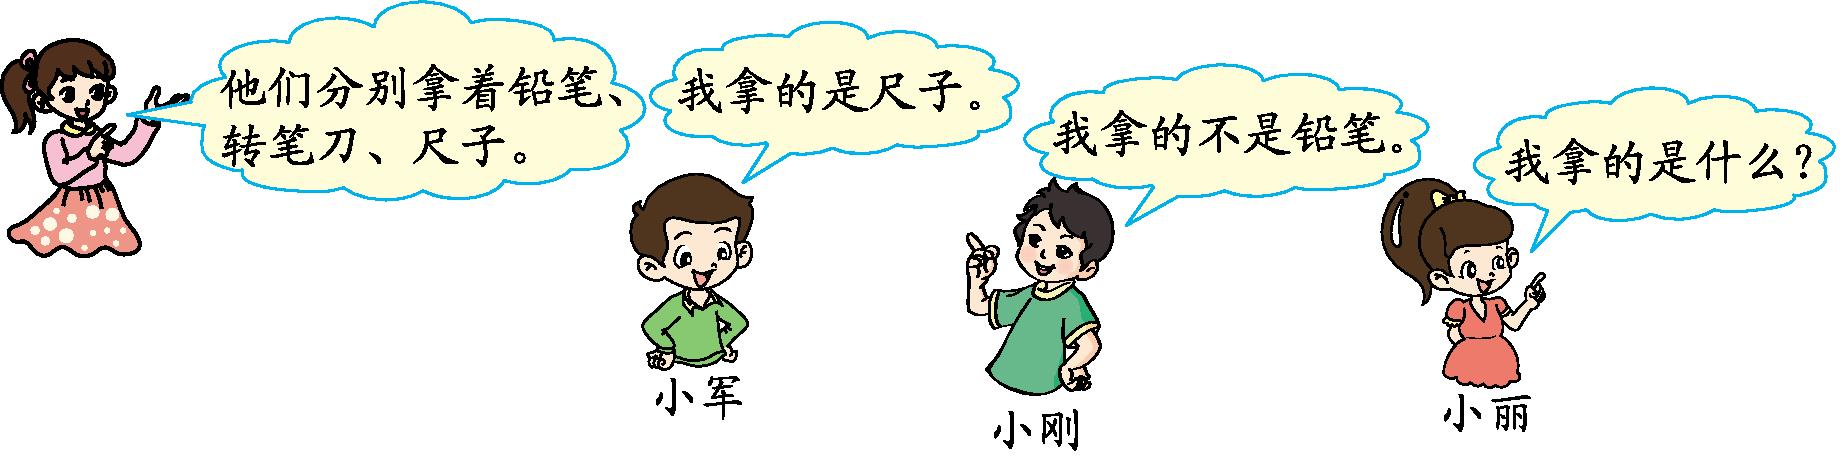 他们分别拿着铅笔、
转笔刀、尺子。
我拿的是尺子。
我拿的不是铅笔。
我拿的是什么?
小军
小刚
小丽